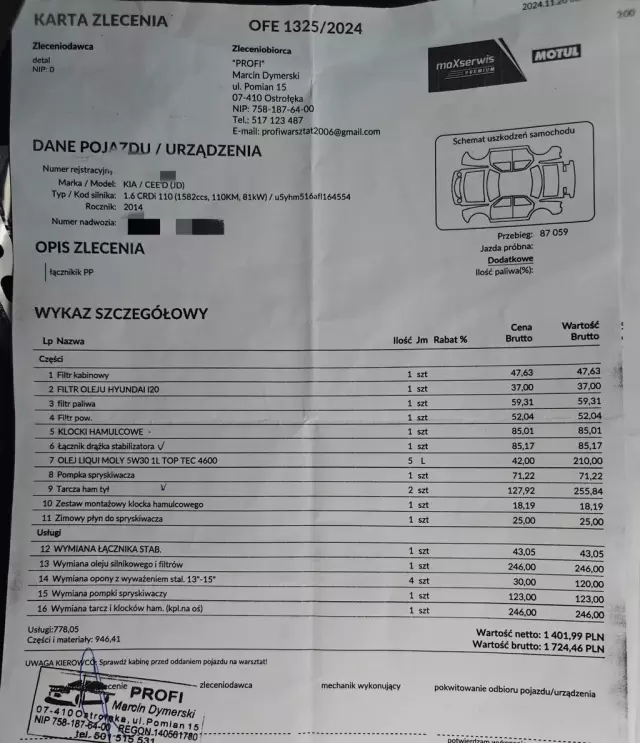 KARTA ZLECENIA
OFE 1325/2024
2024.11.20
Zleceniodawca
detal
NIP: 0
Zleceniobiorca
"PROFI"
Marcin Dymerski
ul. Pomian 15
07-410 Ostrołęka
NIP: 758-187-64-00
Tel.: 517 123 487
E-mail: profiwarsztat2006@gmail.com
maXserwis
PREMIUM
MOTUL
DANE POJAZDU / URZĄDZENIA
Numer rejestracyjny
Marka / Model: KIA / CEE'D (JD)
Typ / Kod silnika: 1.6 CRDi 110 (1582ccs, 110KM, 81kW) / u5yhm516afl164554
Rocznik: 2014
Numer nadwozia:
Schemat uszkodzeń samochodu
Przebieg: 87 059
Jazda próbna:
Dodatkowe
Ilość paliwa(%):
OPIS ZLECENIA
łącznikik PP
WYKAZ SZCZEGÓŁOWY
Lp Nazwa Ilość Jm Rabat % Cena Brutto Wartość Brutto
Części
1 Filtr kabinowy 1 szt 47,63 47,63
2 FILTR OLEJU HYUNDAI I20 1 szt 37,00 37,00
3 filtr paliwa 1 szt 59,31 59,31
4 Filtr pow. 1 szt 52,04 52,04
5 KLOCKI HAMULCOWE 1 szt 85,01 85,01
6 Łącznik drążka stabilizatora 1 szt 85,17 85,17
7 OLEJ LIQUI MOLY 5W30 1L TOP TEC 4600 5 L 42,00 210,00
8 Pompka spryskiwacza 1 szt 71,22 71,22
9 Tarcza ham tył 2 szt 127,92 255,84
10 Zestaw montażowy klocka hamulcowego 1 szt 18,19 18,19
11 Zimowy płyn do spryskiwacza 1 szt 25,00 25,00
Usługi
12 WYMIANA ŁĄCZNIKA STAB. 1 szt 43,05 43,05
13 Wymiana oleju silnikowego i filtrów 1 szt 246,00 246,00
14 Wymiana opony z wyważeniem stal. 13"-15" 4 szt 30,00 120,00
15 Wymiana pompki spryskiwaczy 1 szt 123,00 123,00
16 Wymiana tarcz i klocków ham. (kpl.na oś) 1 szt 246,00 246,00
Usługi:778,05
Części i materiały: 946,41
Wartość netto: 1 401,99 PLN
Wartość brutto: 1 724,46 PLN
UWAGA KIEROWCO: Sprawdź kabinę przed oddaniem pojazdu na warsztat!
zleceniodawca
mechanik wykonujący
pokwitowanie odbioru pojazdu/urządzenia
PROFI
Marcin Dymerski
07-410 Ostrołęka, ul.Pomian 15
NIP 758-187-64-00 REGON 140561780